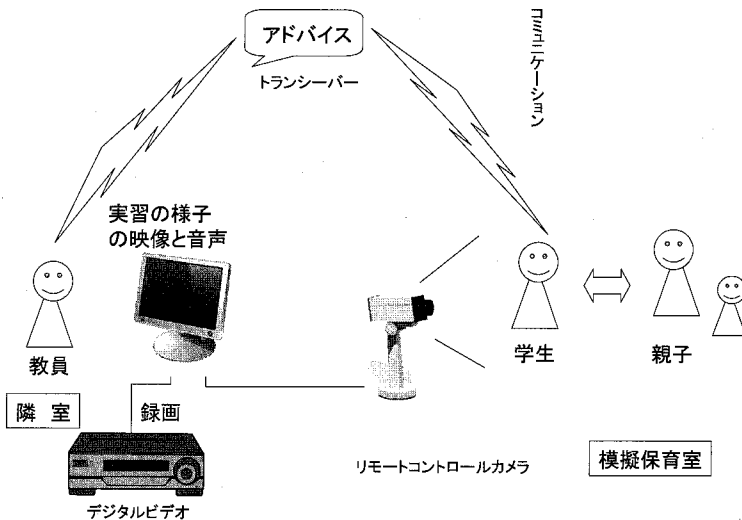 アドバイス
トランシーバー
コミュニケーション
実習の様子
の映像と音声
教員
学生
親子
隣 室
録画
リモートコントロールカメラ
模擬保育室
デジタルビデオ